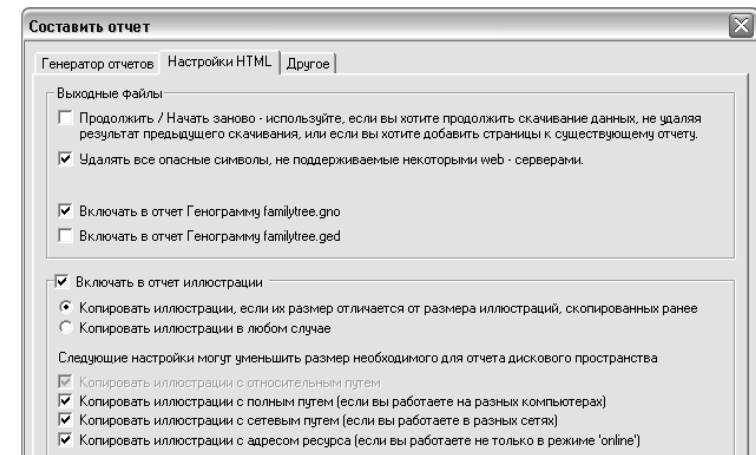 Составить отчет
Генератор отчетов Настройки HTML Другое
Выходные файлы
Продолжить / Начать заново - используйте, если вы хотите продолжить скачивание данных, не удаляя
результат предыдущего скачивания, или если вы хотите добавить страницы к существующему отчету.
Удалять все опасные символы, не поддерживаемые некоторыми web - серверами.
Включать в отчет Генограмму familytree.gno
Включать в отчет Генограмму familytree.ged
Включать в отчет иллюстрации
Копировать иллюстрации, если их размер отличается от размера иллюстраций, скопированных ранее
Копировать иллюстрации в любом случае
Следующие настройки могут уменьшить размер необходимого для отчета дискового пространства
Копировать иллюстрации с относительным путем
Копировать иллюстрации с полным путем (если вы работаете на разных компьютерах)
Копировать иллюстрации с сетевым путем (если вы работаете в разных сетях)
Копировать иллюстрации с адресом ресурса (если вы работаете не только в режиме 'online')